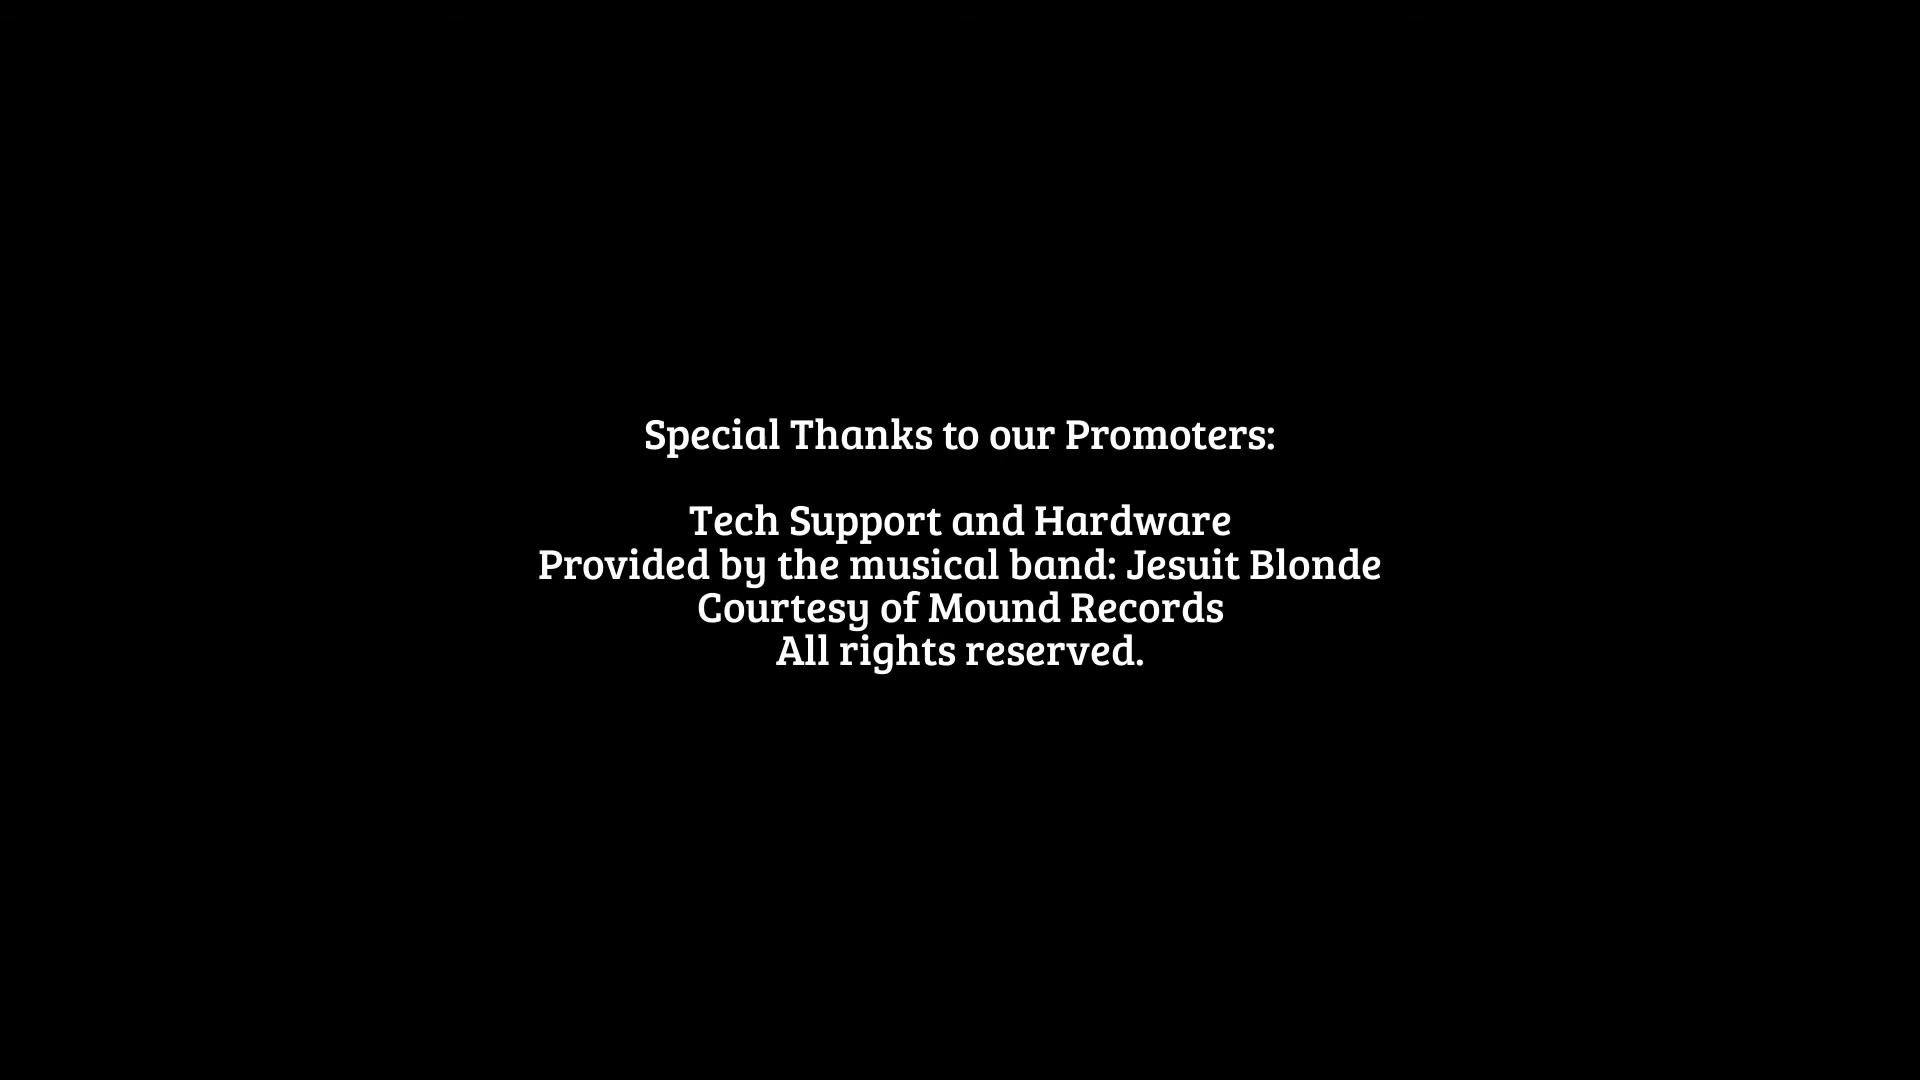 Special Thanks to our Promoters:
Tech Support and Hardware
Provided by the musical band: Jesuit Blonde
Courtesy of Mound Records
All rights reserved.